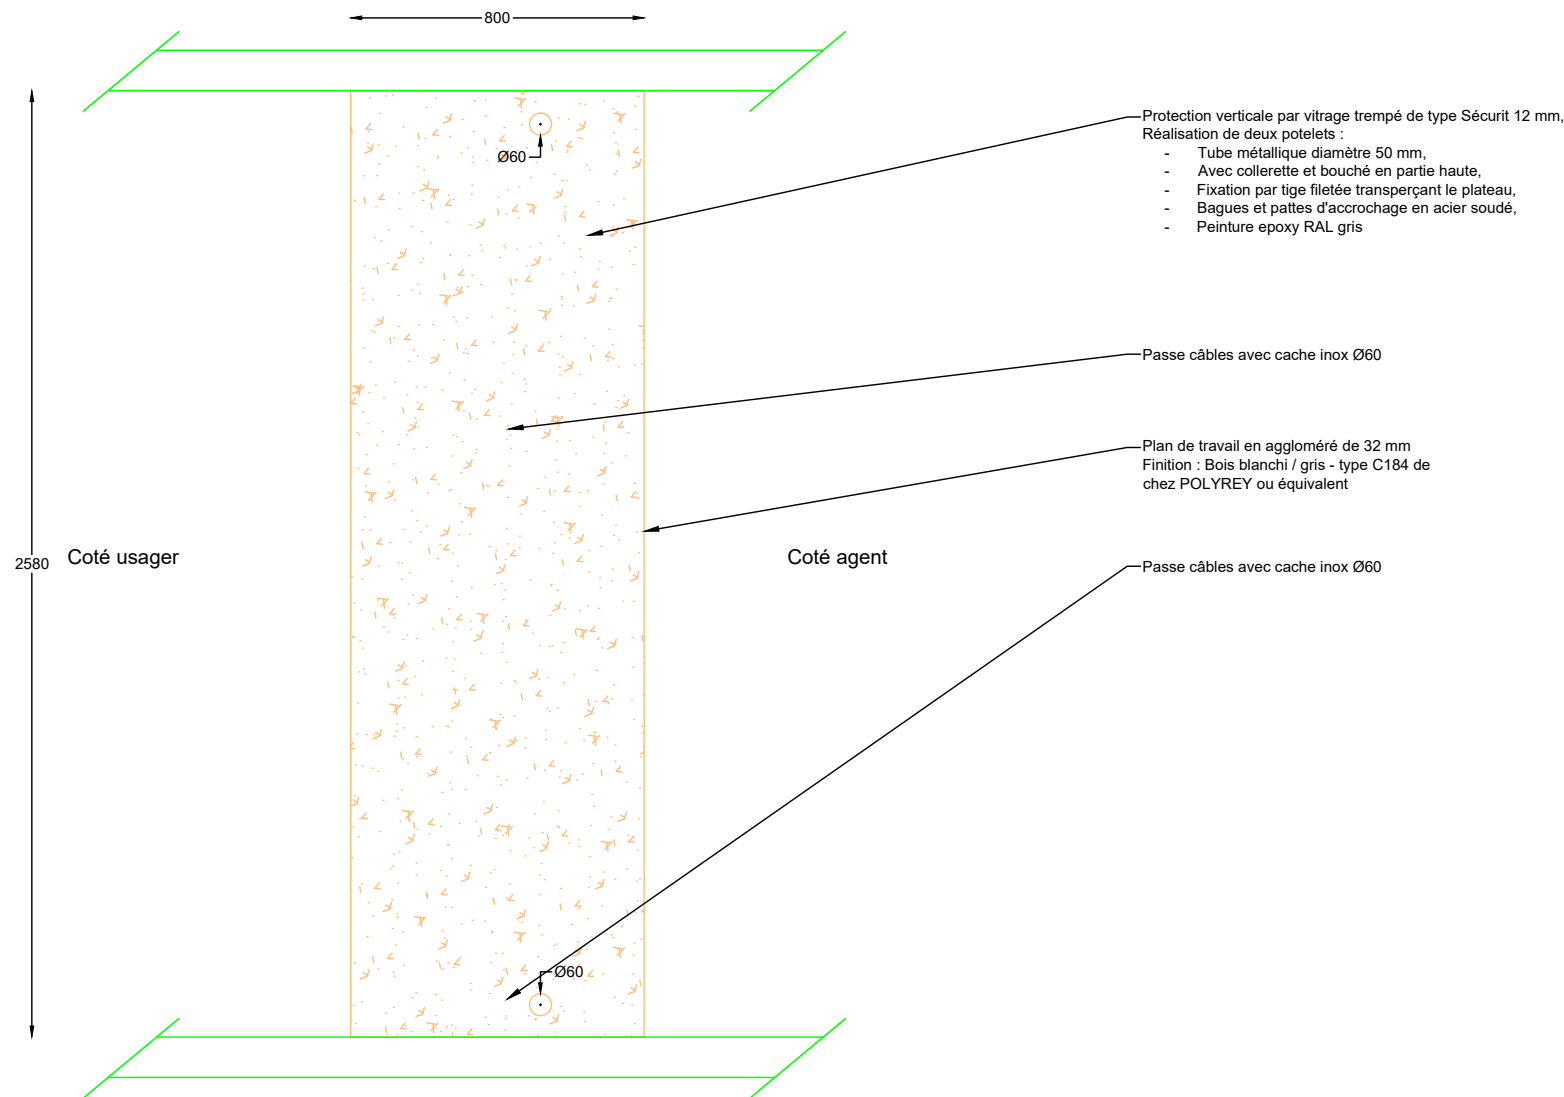 800
Ø60
Protection verticale par vitrage trempé de type Sécurit 12 mm,
Réalisation de deux potelets :
- Tube métallique diamètre 50 mm,
- Avec collerette et bouché en partie haute,
- Fixation par tige filetée transperçant le plateau,
- Bagues et pattes d'accrochage en acier soudé,
- Peinture epoxy RAL gris
Passe câbles avec cache inox Ø60
Plan de travail en aggloméré de 32 mm
Finition : Bois blanchi / gris - type C184 de
chez POLYREY ou équivalent
2580
Coté usager
Coté agent
Passe câbles avec cache inox Ø60
Ø60